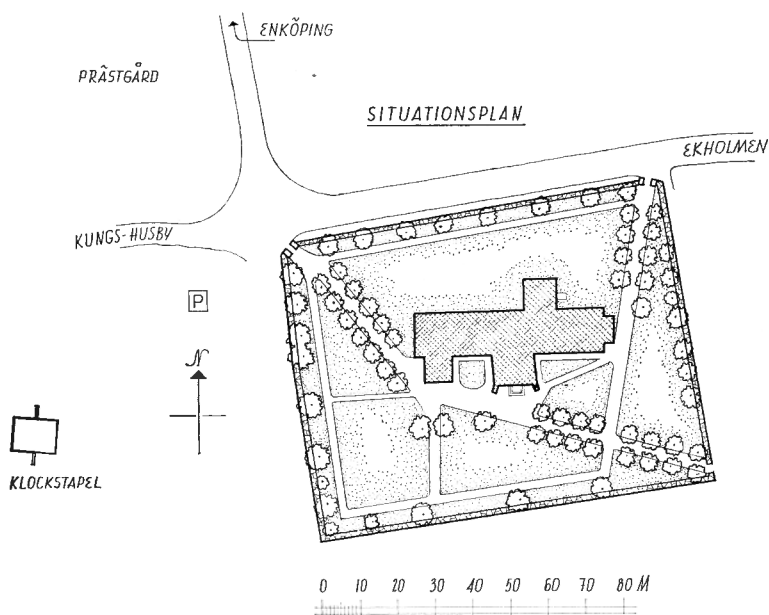 ENKÖPING
PRÄSTGÅRD
SITUATIONSPLAN
EKHOLMEN
KUNGS-HUSBY
P
N
KLOCKSTAPEL
0 10 20 30 40 50 60 70 80 M